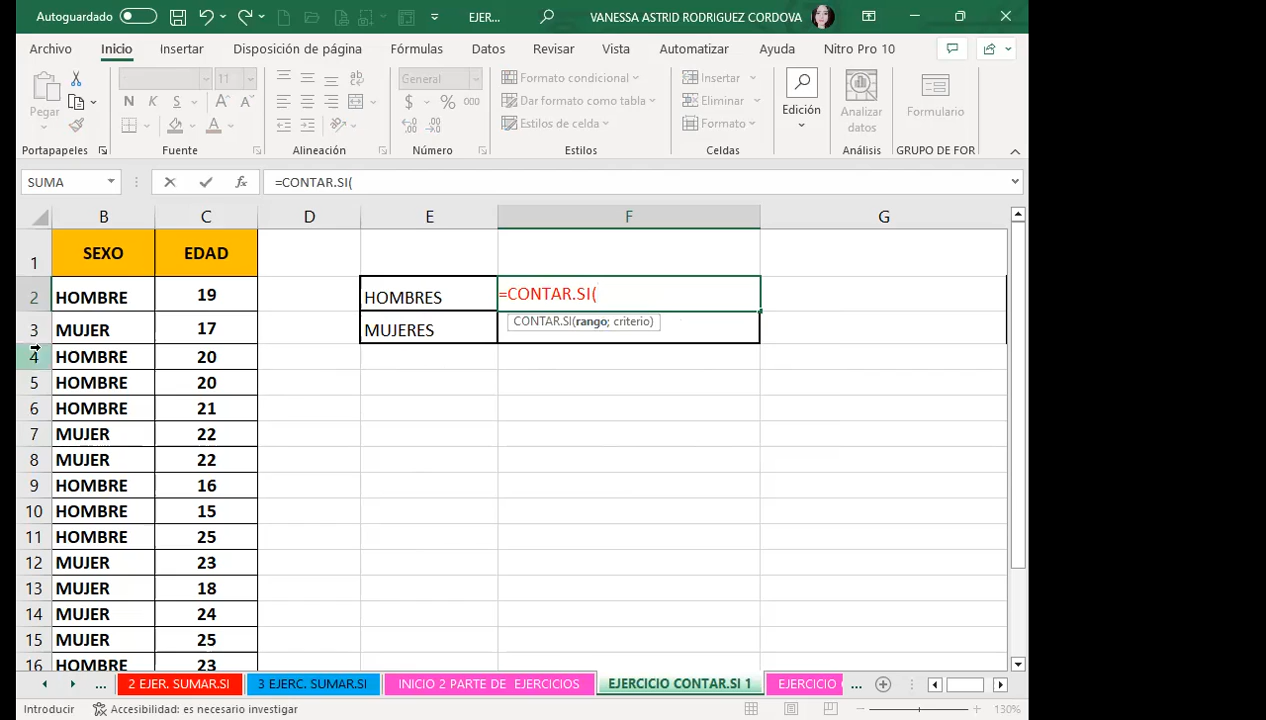 Autoguardado EJER... VANESSA ASTRID RODRIGUEZ CORDOVA
Archivo Inicio Insertar Disposición de página Fórmulas Datos Revisar Vista Automatizar Ayuda Nitro Pro 10
Pegar
N K S
11
A A
A
ab
General
$ % 000
Formato condicional
Dar formato como tabla
Estilos de celda
Insertar
Eliminar
Formato
Edición
Analizar datos
Formulario
Portapapeles Fuente Alineación Número Estilos Celdas Análisis GRUPO DE FOR
SUMA fx =CONTAR.SI(
B C D E F G
1 SEXO EDAD
2 HOMBRE 19 HOMBRES =CONTAR.SI(
CONTAR.SI(rango; criterio)
3 MUJER 17 MUJERES
4 HOMBRE 20
5 HOMBRE 20
6 HOMBRE 21
7 MUJER 22
8 MUJER 22
9 HOMBRE 16
10 HOMBRE 15
11 HOMBRE 25
12 MUJER 23
13 MUJER 18
14 MUJER 24
15 MUJER 25
16 HOMBRE 23
... 2 EJER. SUMAR.SI 3 EJERC. SUMAR.SI INICIO 2 PARTE DE EJERCICIOS EJERCICIO CONTAR.SI 1 EJERCICIO ...
Introducir Accesibilidad: es necesario investigar 130%